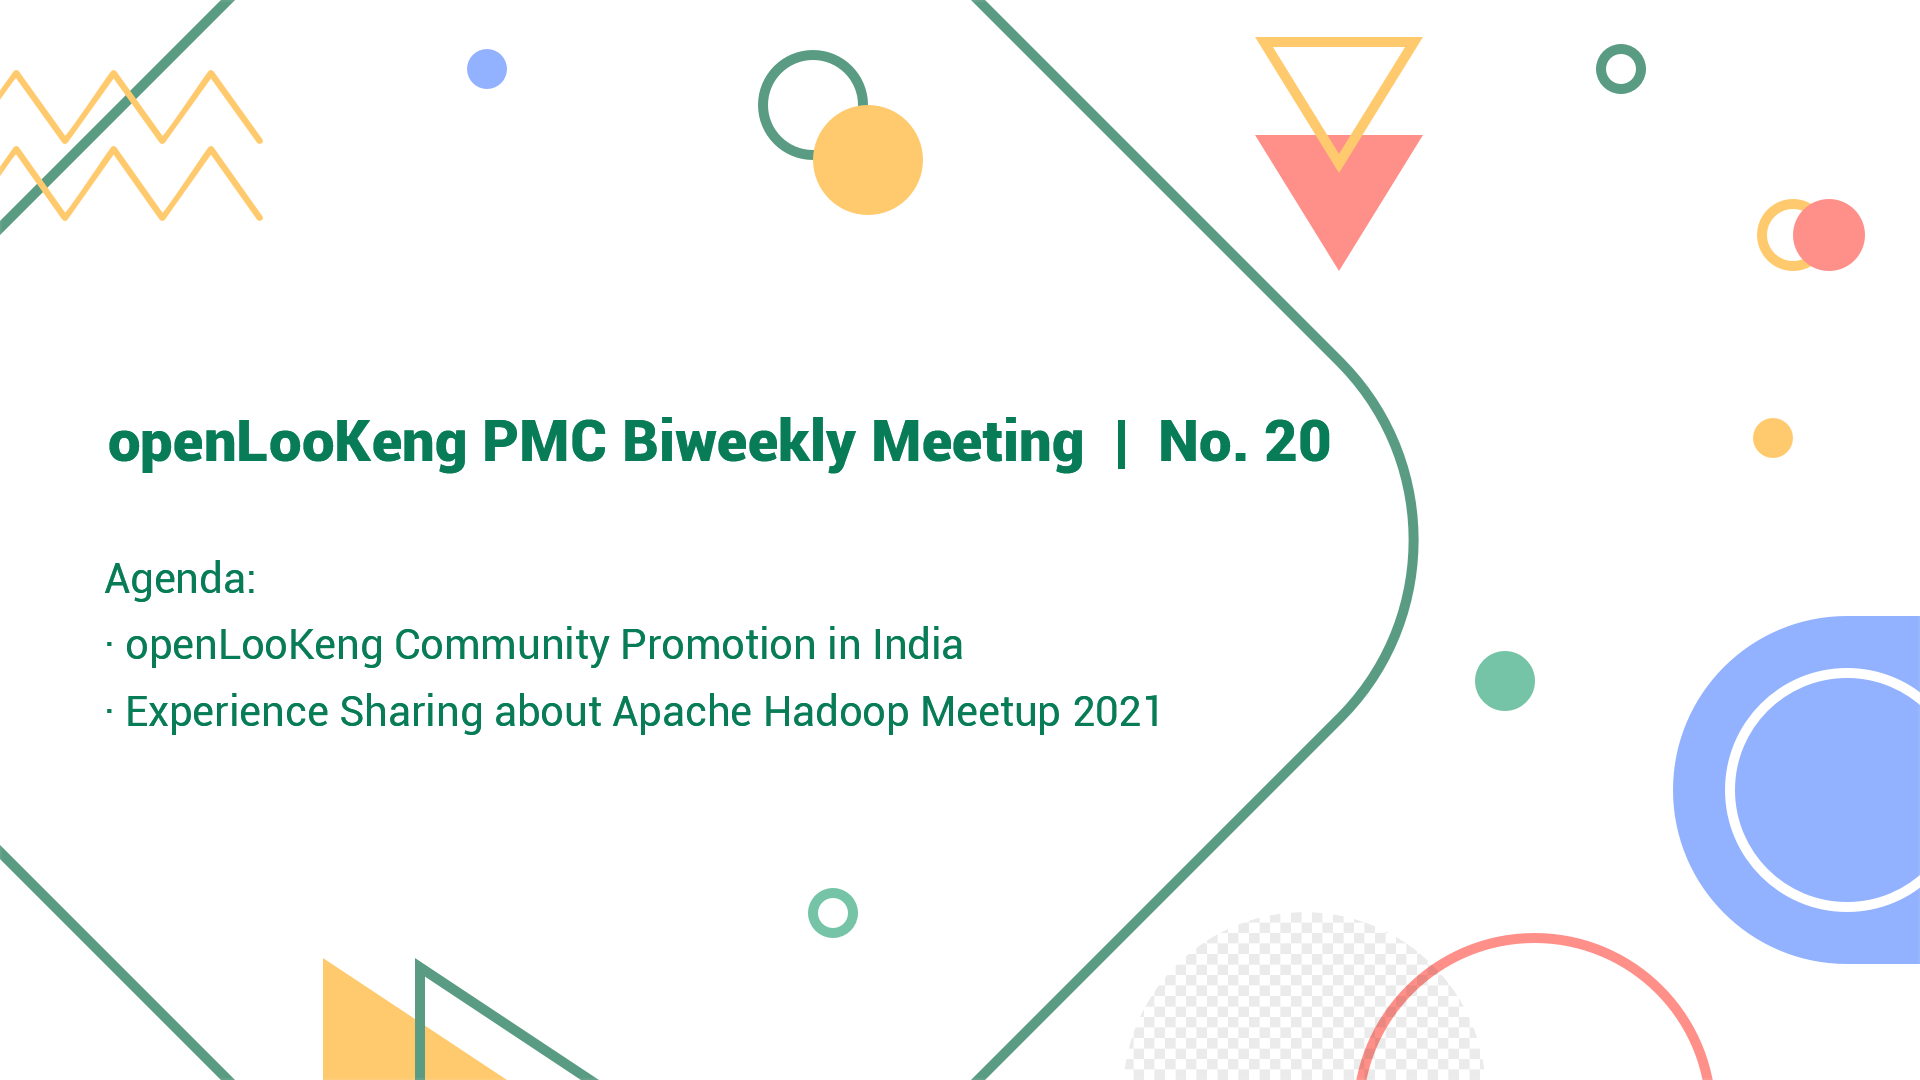 openLooKeng PMC Biweekly Meeting | No. 20
Agenda:
· openLooKeng Community Promotion in India
· Experience Sharing about Apache Hadoop Meetup 2021